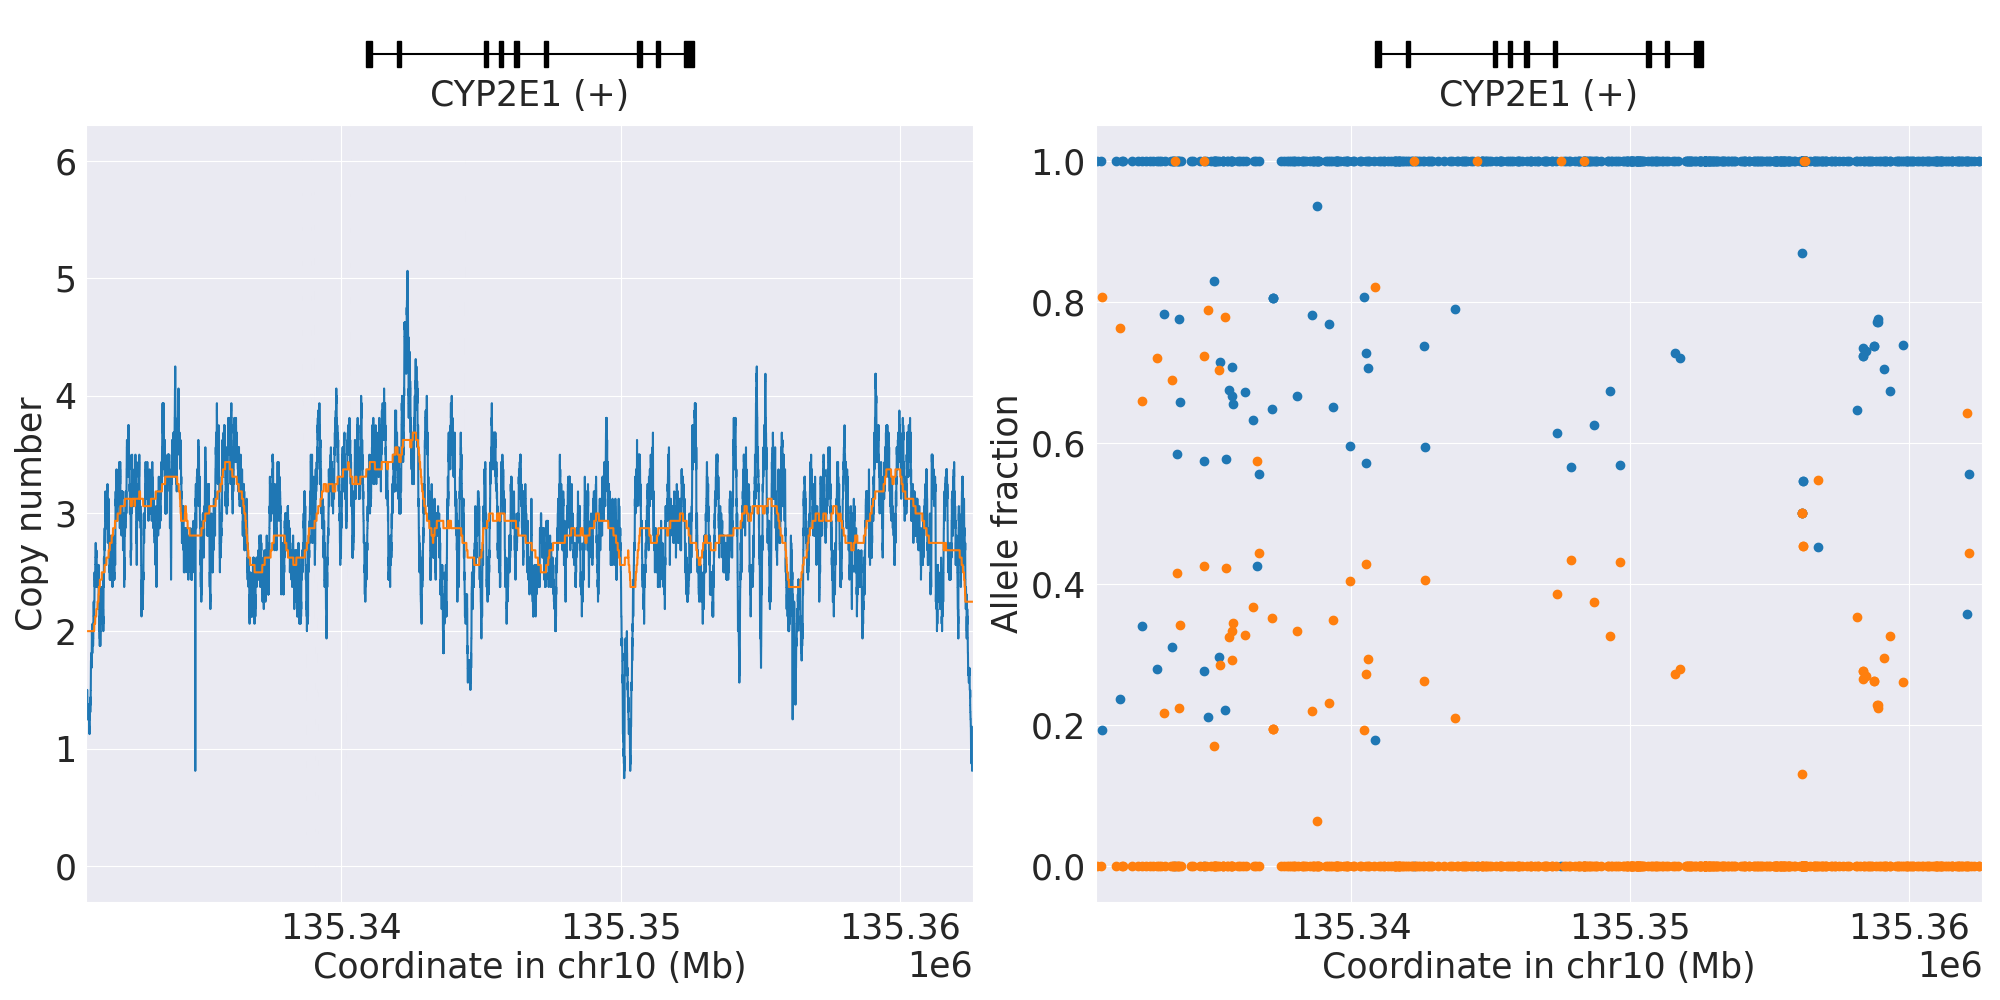 CYP2E1 (+)
6
5
4
3
2
1
0
Copy number
135.34 135.35 135.36
Coordinate in chr10 (Mb)
1e6
CYP2E1 (+)
1.0
0.8
0.6
0.4
0.2
0.0
Allele fraction
135.34 135.35 135.36
Coordinate in chr10 (Mb)
1e6